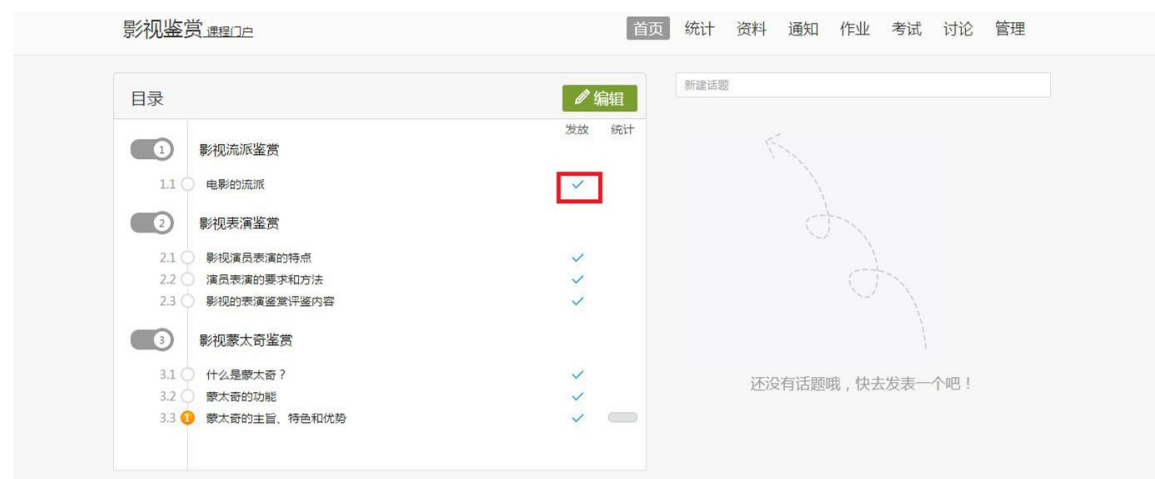 影视鉴赏 课程门户 首页 统计 资料 通知 作业 考试 讨论 管理
目录 编辑
新建话题
发放 统计
1 影视流派鉴赏
1.1 电影的流派
2 影视表演鉴赏
2.1 影视演员表演的特点
2.2 演员表演的要求和方法
2.3 影视的表演鉴赏评鉴内容
3 影视蒙太奇鉴赏
3.1 什么是蒙太奇？
3.2 蒙太奇的功能
3.3 1 蒙太奇的主旨、特色和优势
还没有话题哦，快去发表一个吧！